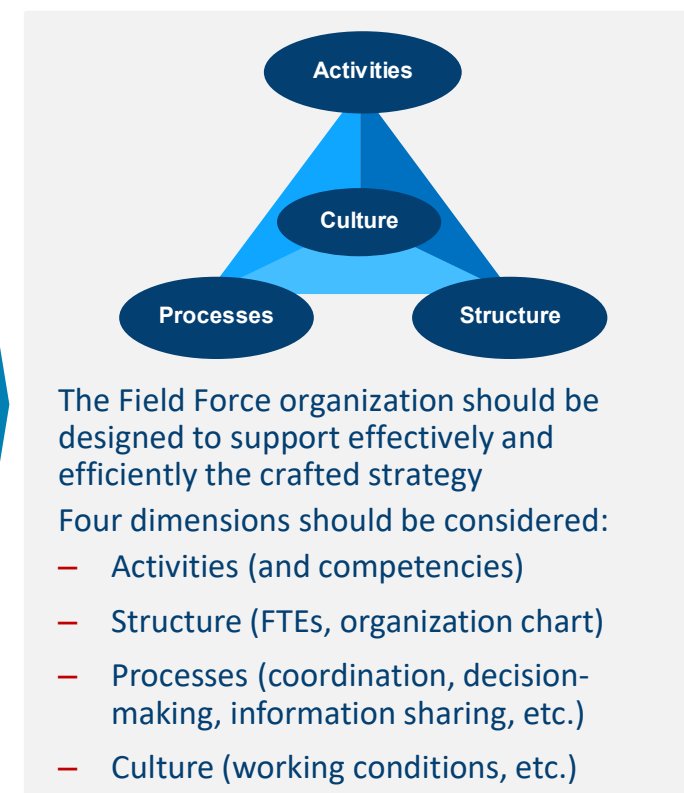 Activities
Culture
Processes
Structure
The Field Force organization should be
designed to support effectively and
efficiently the crafted strategy
Four dimensions should be considered:
– Activities (and competencies)
– Structure (FTEs, organization chart)
– Processes (coordination, decision-
making, information sharing, etc.)
– Culture (working conditions, etc.)